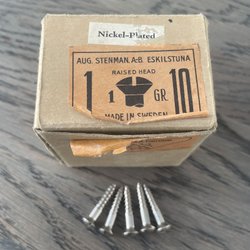 Nickel-Plated
AUG. STENMAN A.-B. ESKILSTUNA
RAISED HEAD
1 1 GR. 10
MADE IN SWEDEN